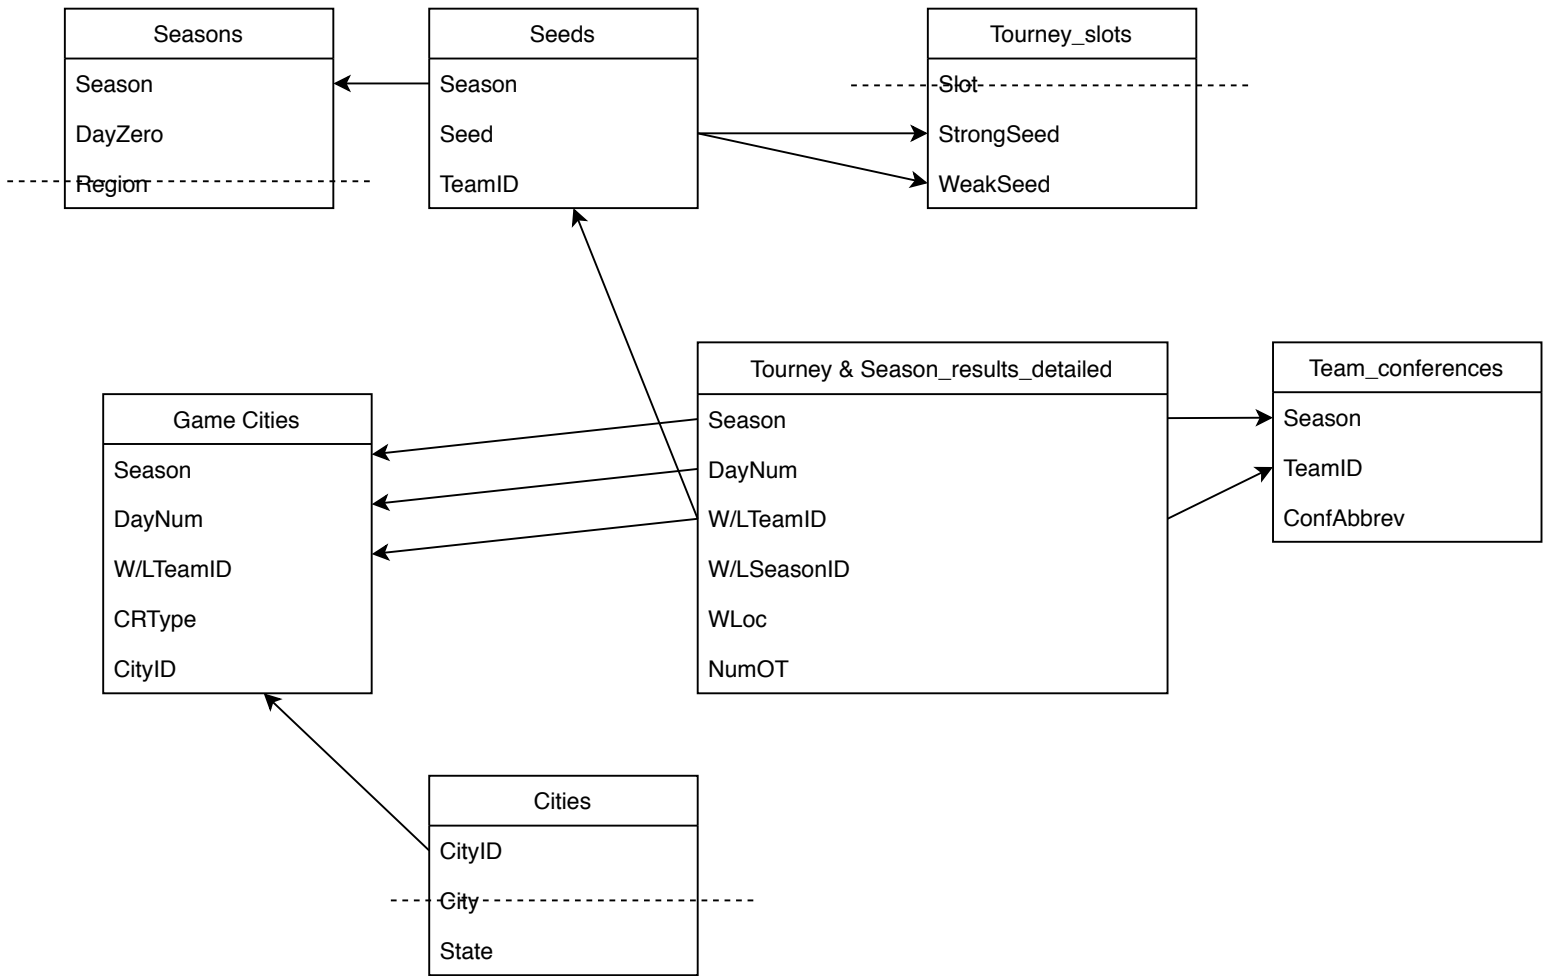 Seasons
Season
DayZero
Region
Seeds
Season
Seed
TeamID
Tourney_slots
Slot
StrongSeed
WeakSeed
Game Cities
Season
DayNum
W/LTeamID
CRType
CityID
Tourney & Season_results_detailed
Season
DayNum
W/LTeamID
W/LSeasonID
WLoc
NumOT
Team_conferences
Season
TeamID
ConfAbbrev
Cities
CityID
City
State